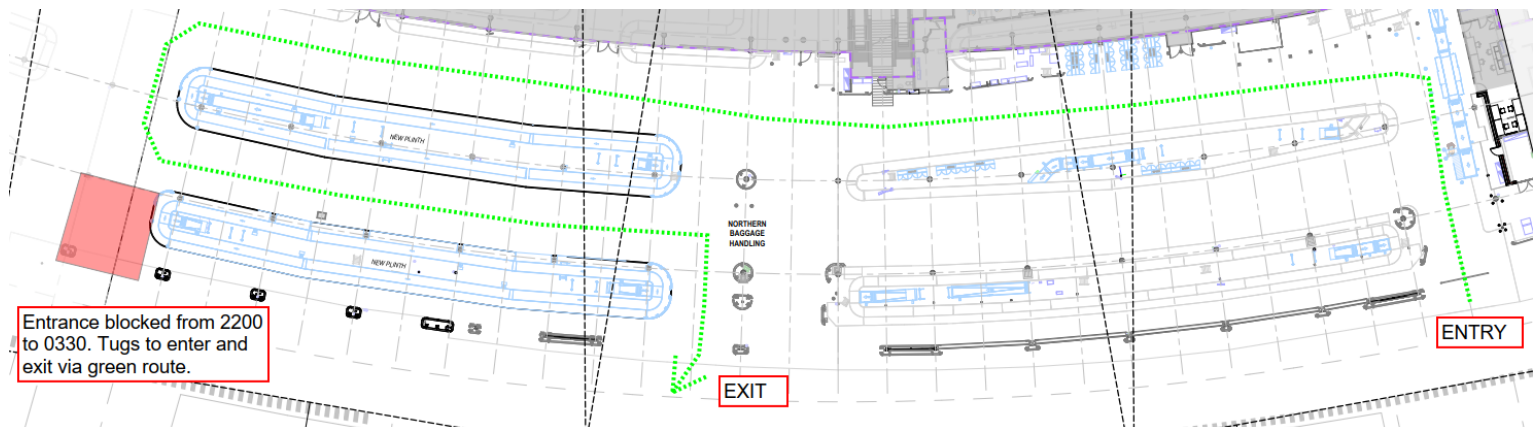 NEW PLINTH
NORTHERN
BAGGAGE
HANDLING
NEW PLINTH
Entrance blocked from 2200
to 0330. Tugs to enter and
exit via green route.
ENTRY
EXIT